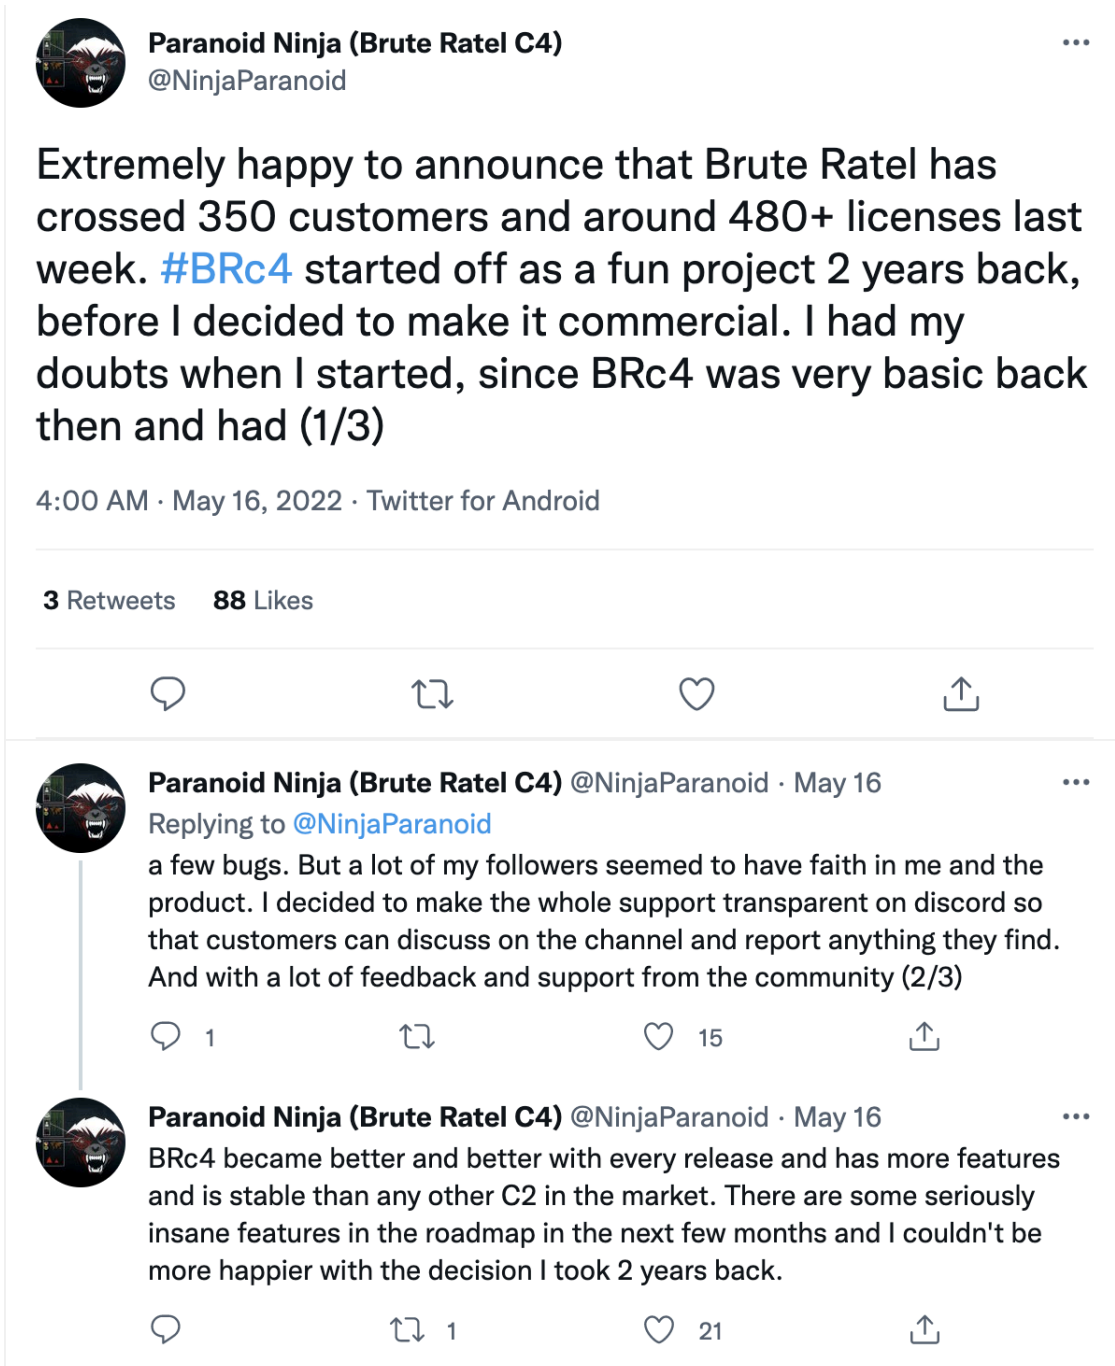 Paranoid Ninja (Brute Ratel C4)
@NinjaParanoid
Extremely happy to announce that Brute Ratel has
crossed 350 customers and around 480+ licenses last
week. #BRc4 started off as a fun project 2 years back,
before I decided to make it commercial. I had my
doubts when I started, since BRc4 was very basic back
then and had (1/3)
4:00 AM · May 16, 2022 · Twitter for Android
3 Retweets 88 Likes
Paranoid Ninja (Brute Ratel C4) @NinjaParanoid · May 16
Replying to @NinjaParanoid
a few bugs. But a lot of my followers seemed to have faith in me and the
product. I decided to make the whole support transparent on discord so
that customers can discuss on the channel and report anything they find.
And with a lot of feedback and support from the community (2/3)
1 15
Paranoid Ninja (Brute Ratel C4) @NinjaParanoid · May 16
BRc4 became better and better with every release and has more features
and is stable than any other C2 in the market. There are some seriously
insane features in the roadmap in the next few months and I couldn't be
more happier with the decision I took 2 years back.
1 21